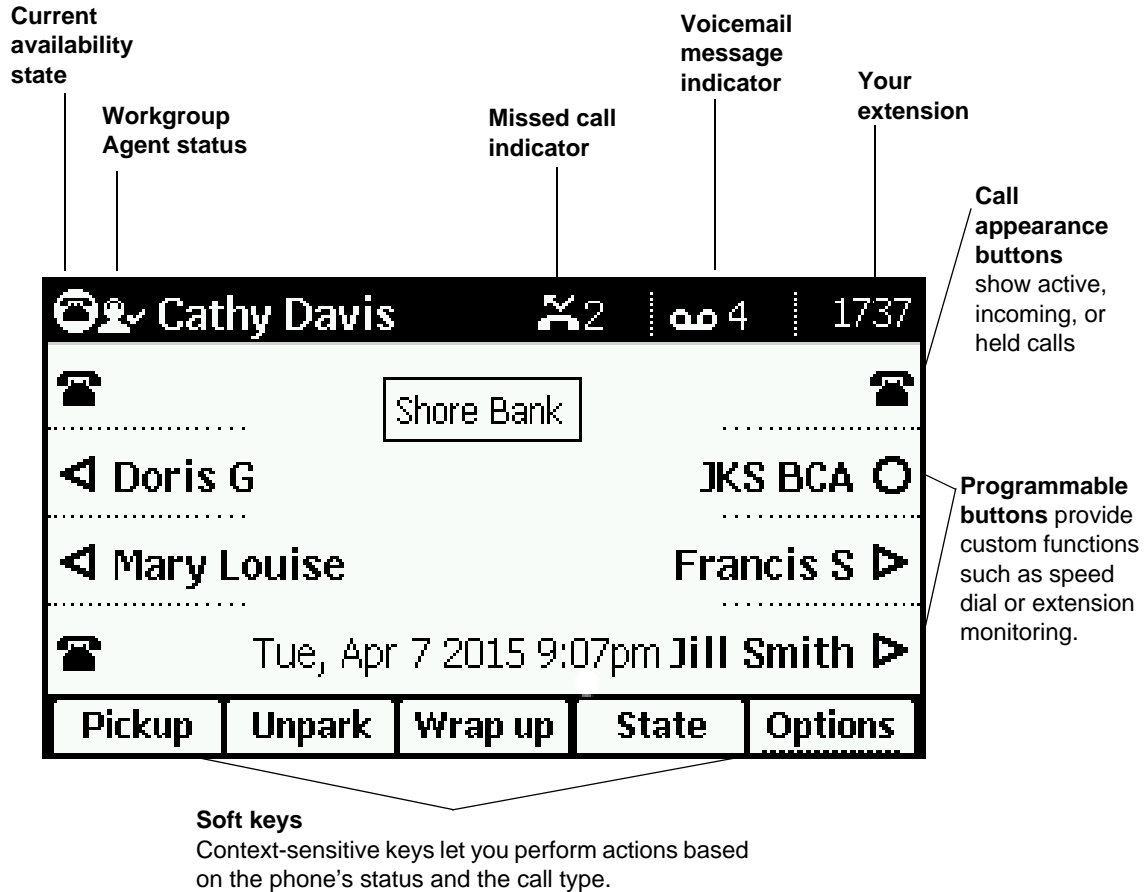 Current
availability
state
Workgroup
Agent status
Missed call
indicator
Voicemail
message
indicator
Your
extension
Call
appearance
buttons
show active,
incoming, or
held calls
Cathy Davis 2 4 1737
Shore Bank
Doris G JKS BCA
Mary Louise Francis S
Tue, Apr 7 2015 9:07pm Jill Smith
Programmable
buttons provide
custom functions
such as speed
dial or extension
monitoring.
Pickup Unpark Wrap up State Options
Soft keys
Context-sensitive keys let you perform actions based
on the phone's status and the call type.